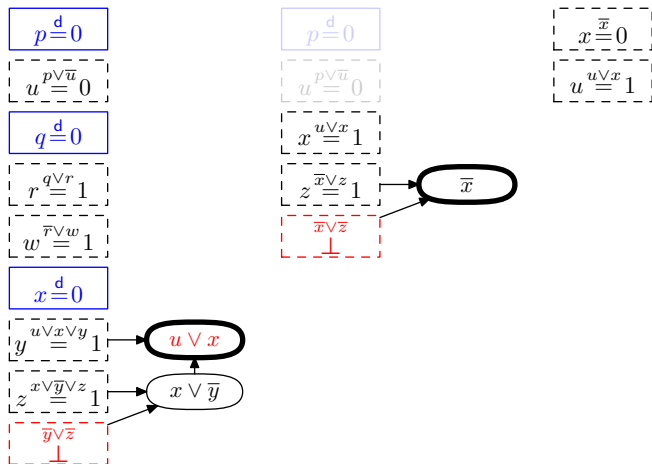 p =ᵈ 0
u =^{p∨u̅} 0
q =ᵈ 0
r =^{q∨r} 1
w =^{r̅∨w} 1
x =ᵈ 0
y =^{u∨x∨y} 1
u ∨ x
z =^{x∨y̅∨z} 1
x ∨ y̅
y̅∨z̅
⊥
p =ᵈ 0
u =^{p∨u̅} 0
x =^{u∨x} 1
z =^{x̅∨z} 1
x̅
x̅∨z̅
⊥
x =^{x̅} 0
u =^{u∨x} 1